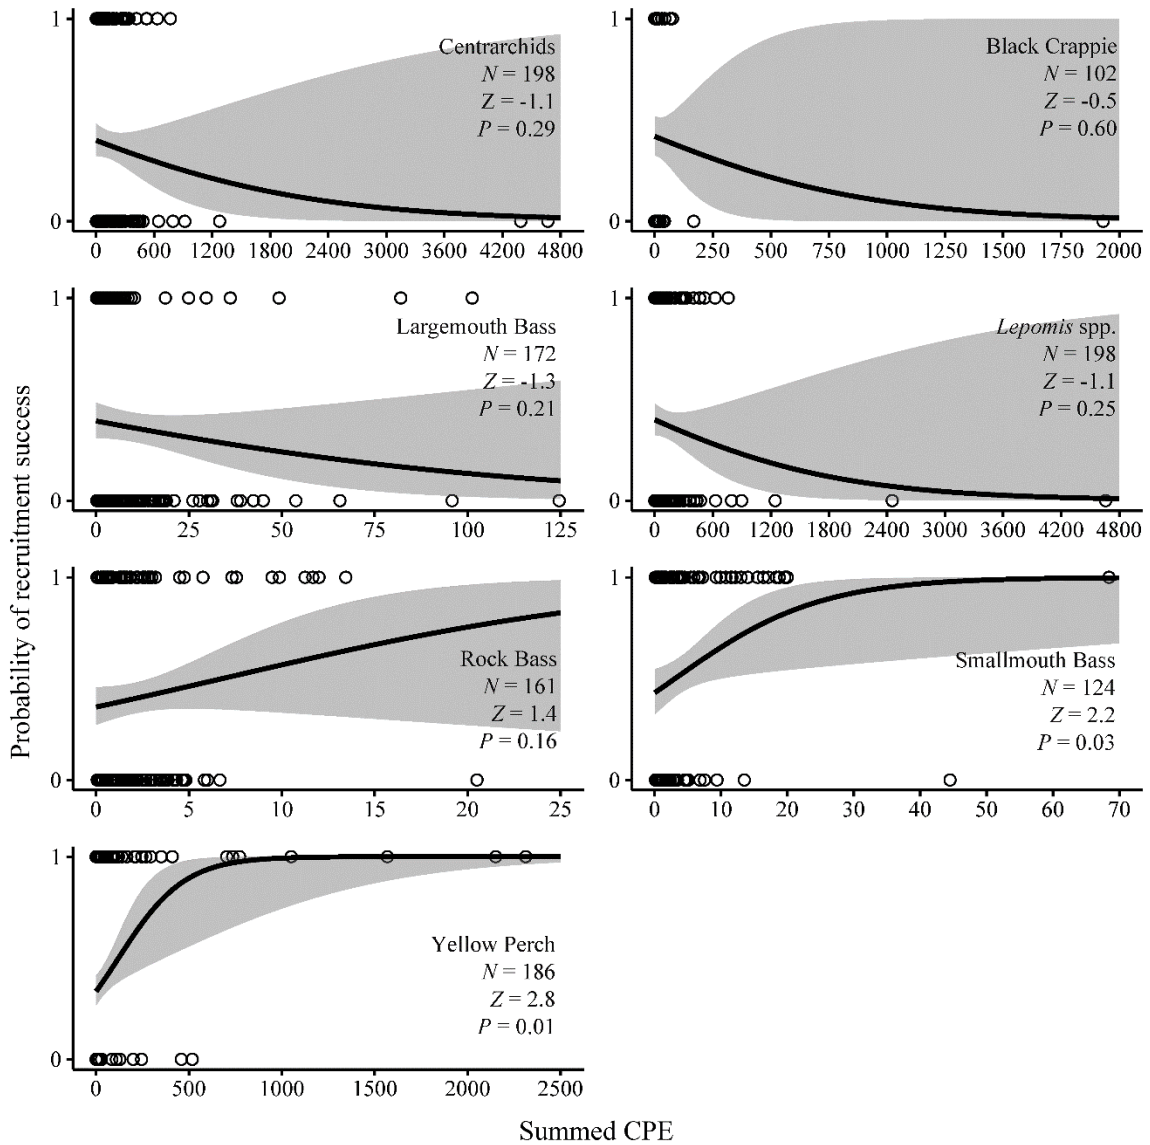 1
Centrarchids
N = 198
Z = -1.1
P = 0.29
0
0 600 1200 1800 2400 3000 3600 4200 4800
1
Black Crappie
N = 102
Z = -0.5
P = 0.60
0
0 250 500 750 1000 1250 1500 1750 2000
1
Largemouth Bass
N = 172
Z = -1.3
P = 0.21
0
0 25 50 75 100 125
1
Lepomis spp.
N = 198
Z = -1.1
P = 0.25
0
0 600 1200 1800 2400 3000 3600 4200 4800
Probability of recruitment success
1
Rock Bass
N = 161
Z = 1.4
P = 0.16
0
0 5 10 15 20 25
1
Smallmouth Bass
N = 124
Z = 2.2
P = 0.03
0
0 10 20 30 40 50 60 70
1
Yellow Perch
N = 186
Z = 2.8
P = 0.01
0
0 500 1000 1500 2000 2500
Summed CPE